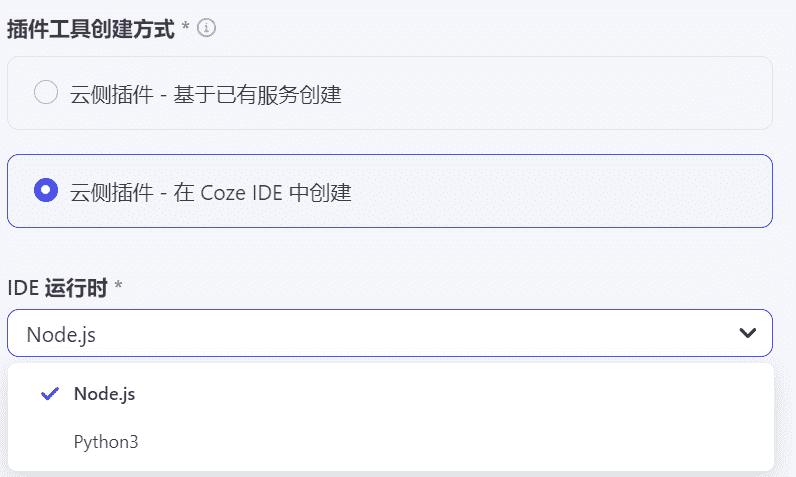 插件工具创建方式 *
云侧插件 - 基于已有服务创建
云侧插件 - 在 Coze IDE 中创建
IDE 运行时 *
Node.js
Node.js
Python3